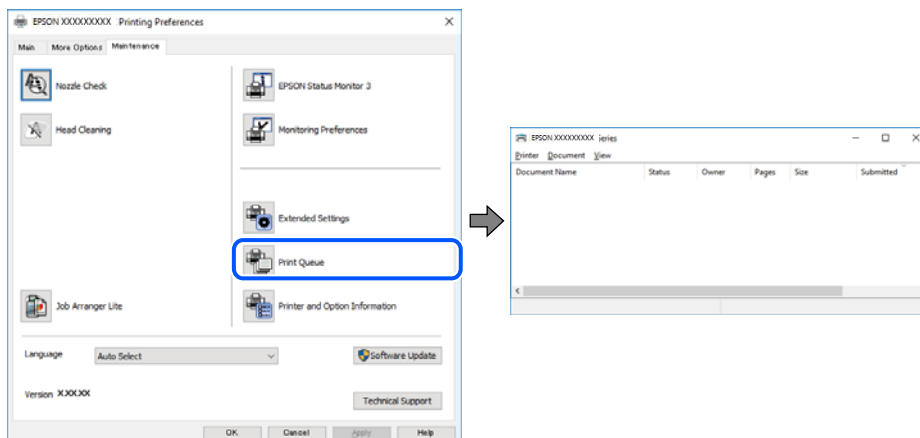 EPSON XXXXXXXXX Printing Preferences
Main More Options Maintenance
Nozzle Check
EPSON Status Monitor 3
Head Cleaning
Monitoring Preferences
Extended Settings
Print Queue
Job Arranger Lite
Printer and Option Information
Language Auto Select
Software Update
Version X.XX.XX
Technical Support
OK Cancel Apply Help
EPSON XXXXXXXXX ieries
Printer Document View
Document Name Status Owner Pages Size Submitted